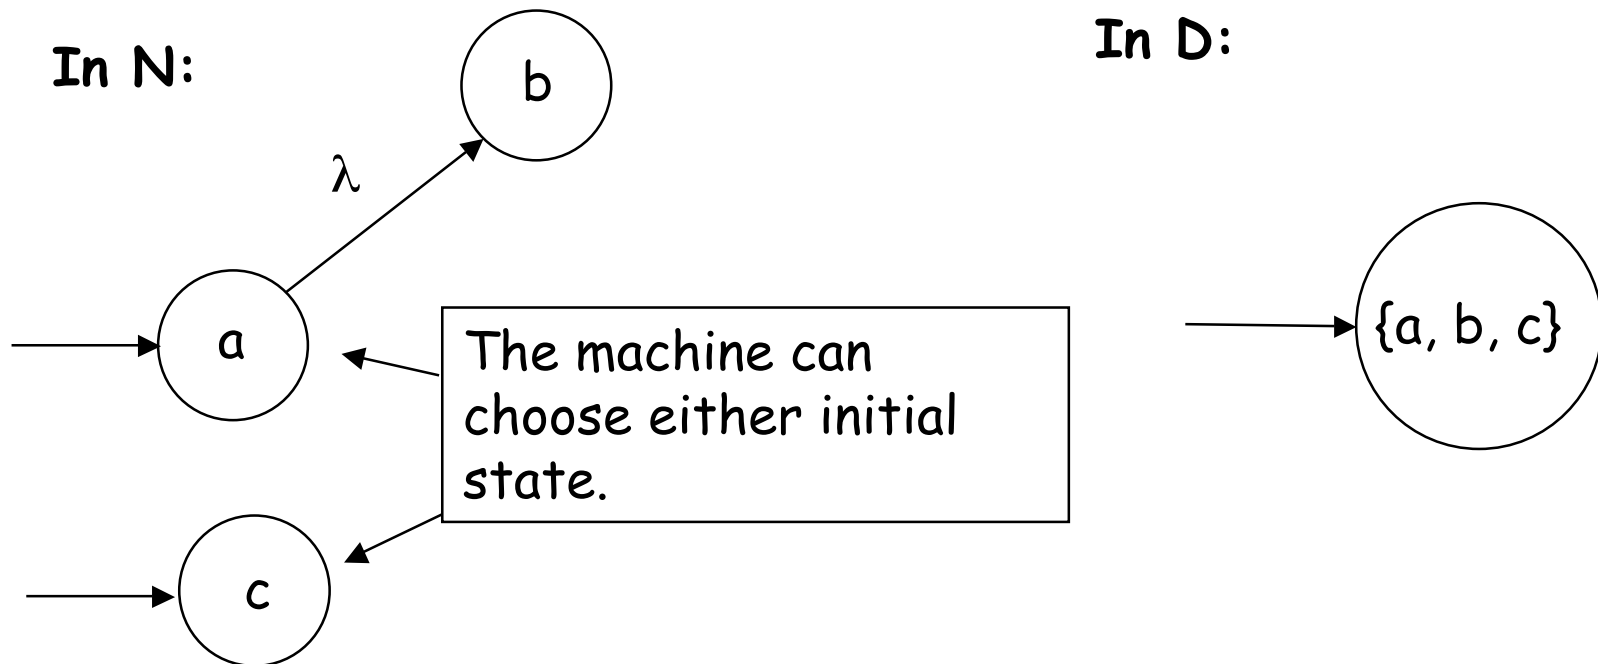 In N:
In D:
b
λ
a
{a, b, c}
The machine can
choose either initial
state.
c